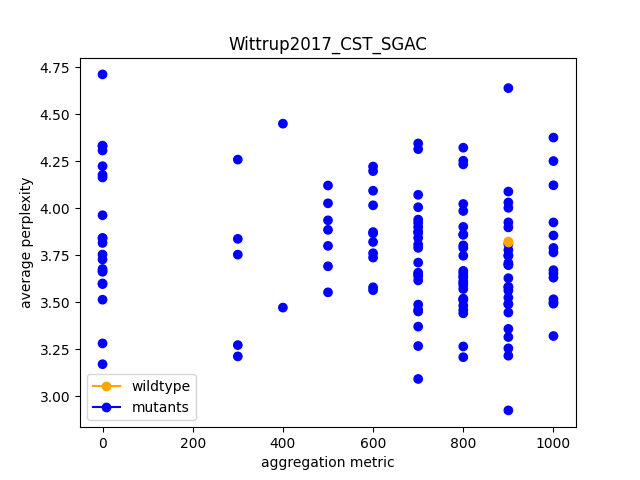 Wittrup2017_CST_SGAC
average perplexity
4.75
4.50
4.25
4.00
3.75
3.50
3.25
3.00
wildtype
mutants
0 200 400 600 800 1000
aggregation metric